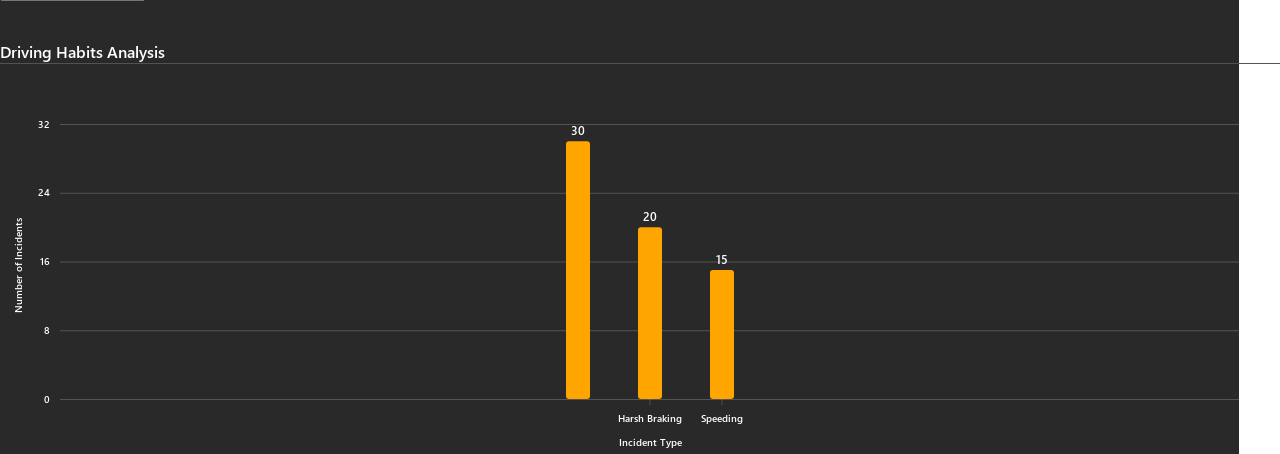 Driving Habits Analysis
32
24
16
8
0
Number of Incidents
30
20
15
Harsh Braking
Speeding
Incident Type